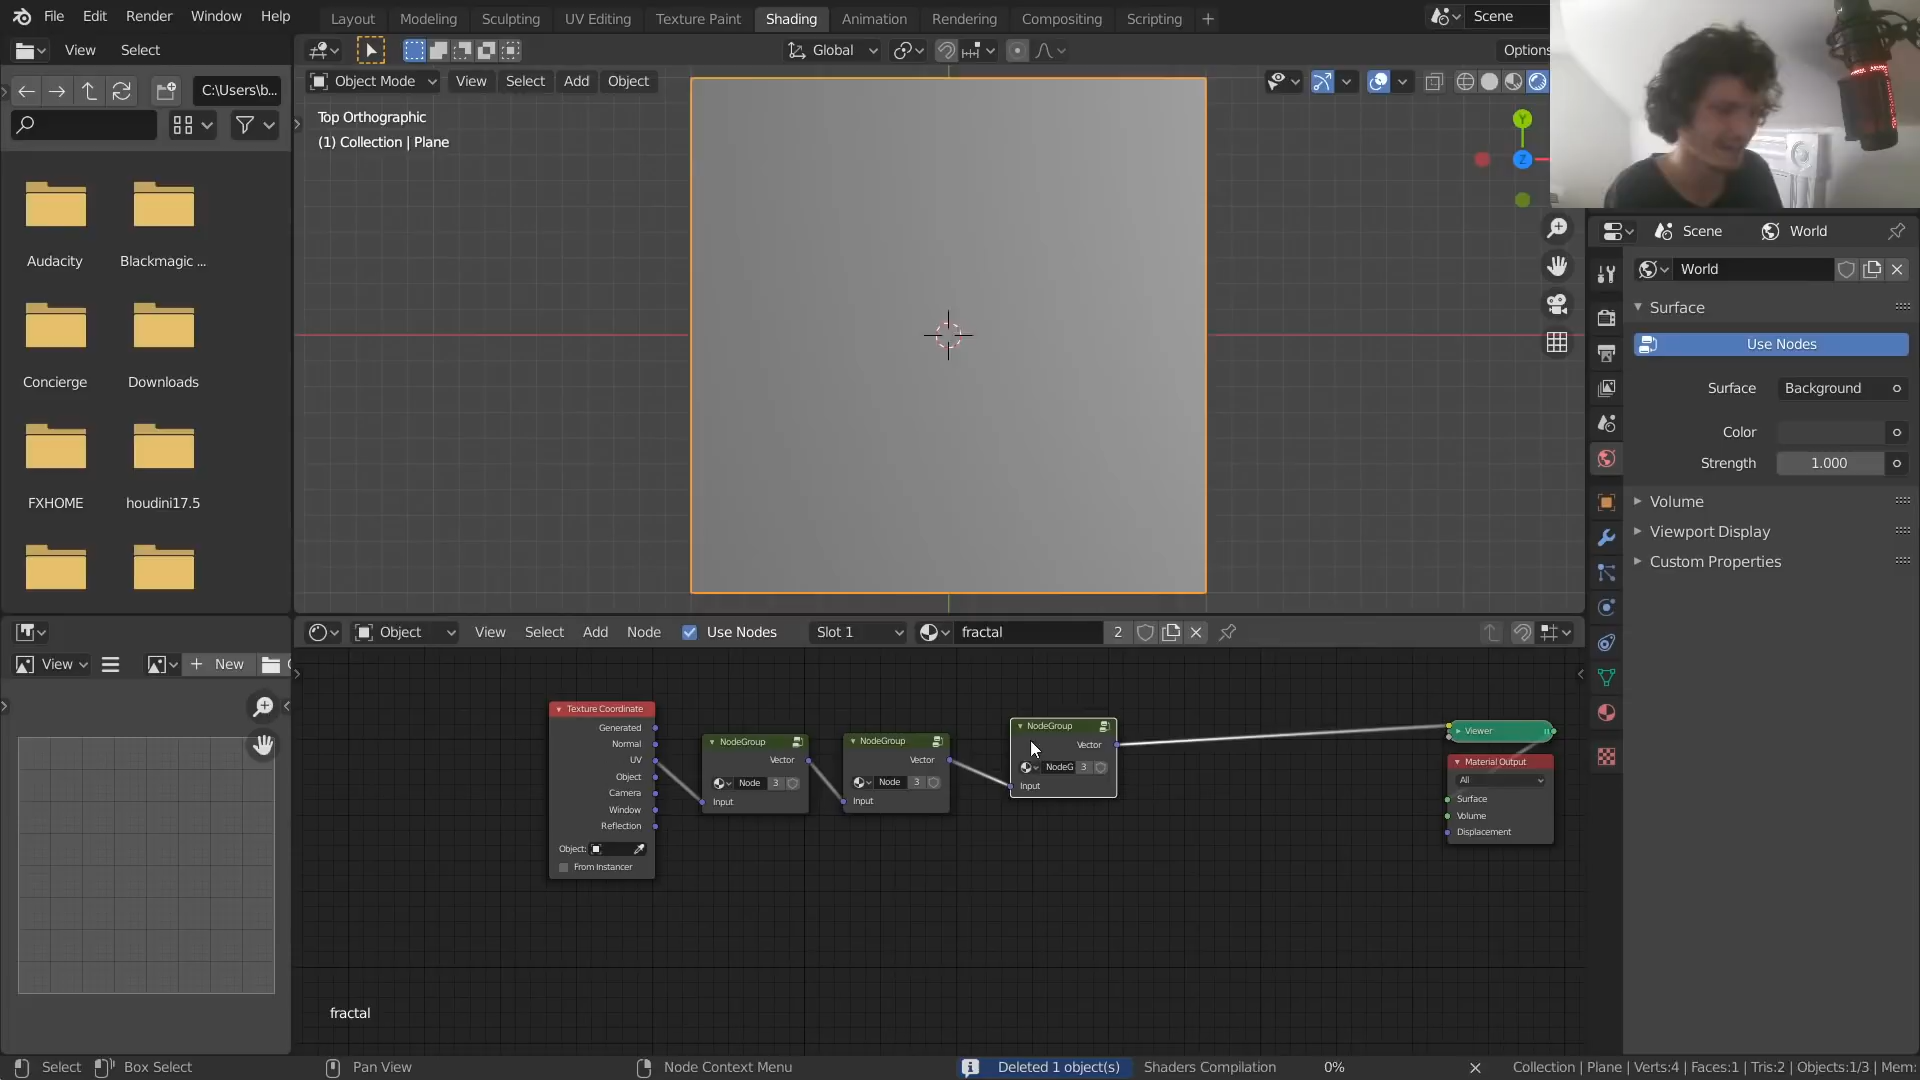 File Edit Render Window Help Layout Modeling Sculpting UV Editing Texture Paint Shading Animation Rendering Compositing Scripting + Scene
View Select Global Options
C:\Users\b... Object Mode View Select Add Object
Top Orthographic
(1) Collection | Plane
Y
Z
Audacity Blackmagic ...
Concierge Downloads
FXHOME houdini17.5
Scene World
World
Surface
Use Nodes
Surface Background
Color
Strength 1.000
Volume
Viewport Display
Custom Properties
Object View Select Add Node Use Nodes Slot 1 fractal 2
View New
Texture Coordinate
Generated
Normal
UV
Object
Camera
Window
Reflection
Object:
From Instancer
NodeGroup
Vector
Node 3
Input
NodeGroup
Vector
Node 3
Input
NodeGroup
Vector
NodeG 3
Input
Viewer
Material Output
All
Surface
Volume
Displacement
fractal
Select Box Select Pan View Node Context Menu Deleted 1 object(s) Shaders Compilation 0% Collection | Plane | Verts:4 | Faces:1 | Tris:2 | Objects:1/3 | Mem: